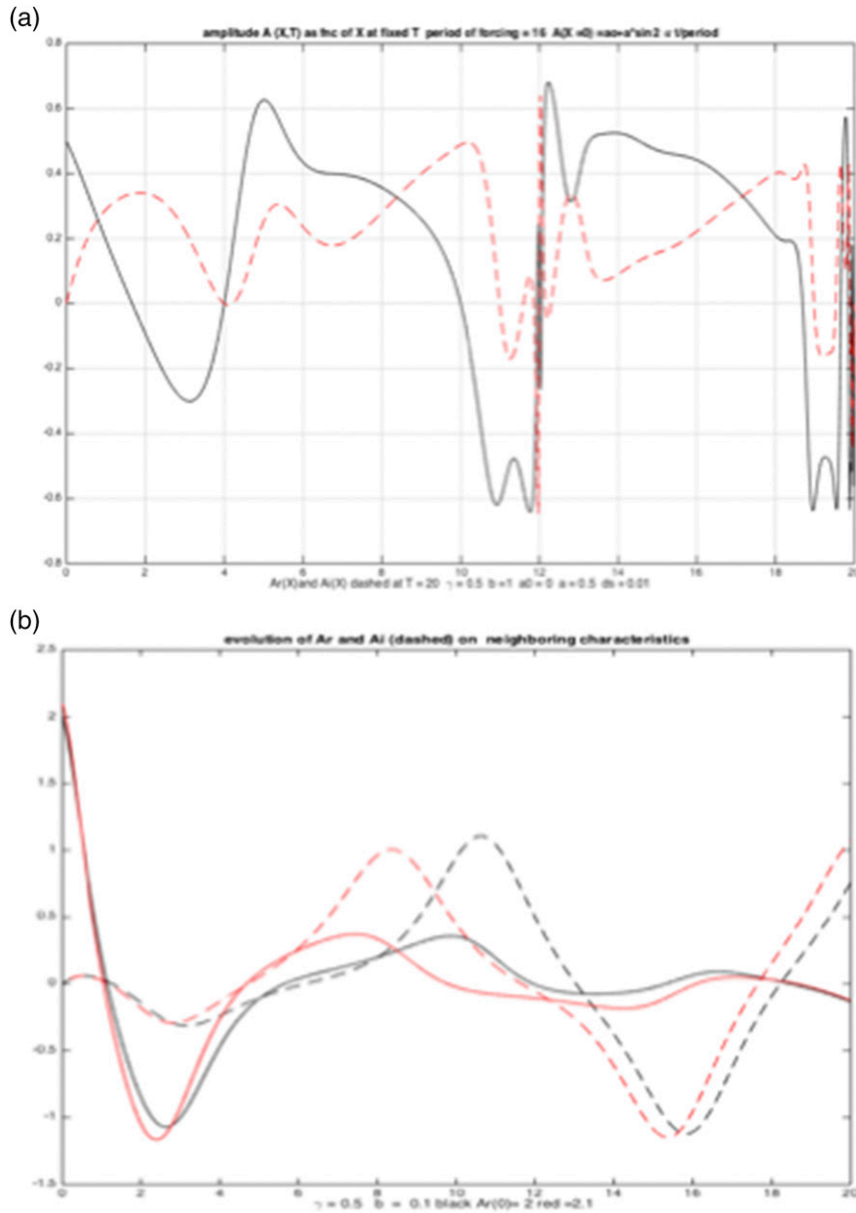 (a)
amplitude A (X,T) as fnc of X at fixed T period of forcing = 16 A(X =0) =ao+a*sin2 t/period
0.8
0.6
0.4
0.2
0
-0.2
-0.4
-0.6
-0.8
0 2 4 6 8 10 12 14 16 18 20
Ar(X)and Ai(X) dashed at T = 20 γ = 0.5 b =1 a0 = 0 a = 0.5 ds = 0.01
(b)
evolution of Ar and Ai (dashed) on neighboring characteristics
2.5
2
1.5
1
0.5
0
-0.5
-1
-1.5
0 2 4 6 8 10 12 14 16 18 20
γ = 0.5 b = 0.1 black Ar(0)= 2 red =2.1